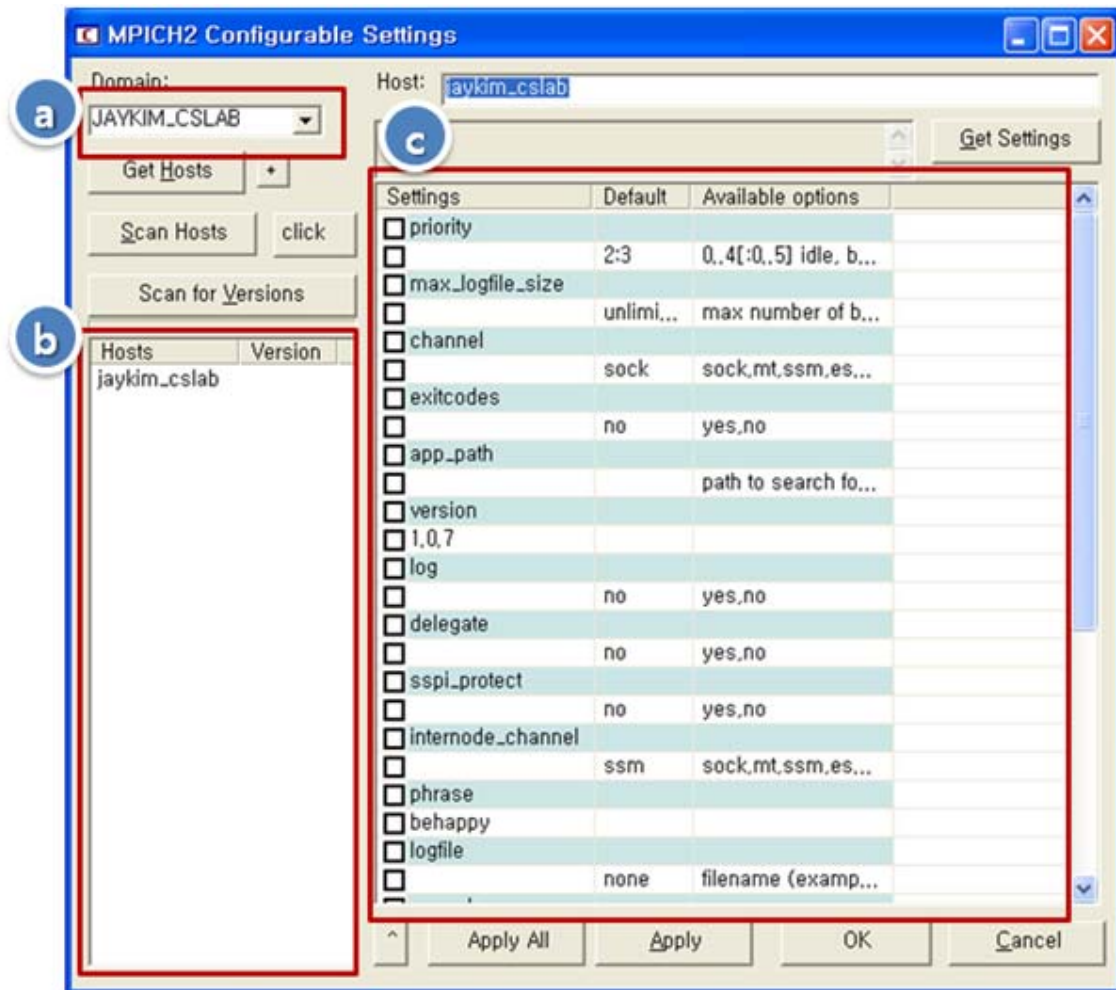 MPICH2 Configurable Settings
Domain:
a
JAYKIM_CSLAB
Get Hosts
+
Scan Hosts
click
Scan for Versions
b
Hosts Version
jaykim_cslab
Host:
jaykim_cslab
c
Get Settings
Settings Default Available options
priority
2:3 0..4[:0..5] idle, b...
max_logfile_size
unlimi... max number of b...
channel
sock sock,mt,ssm,es...
exitcodes
no yes,no
app_path
path to search fo...
version
1.0.7
log
no yes,no
delegate
no yes,no
sspi_protect
no yes,no
internode_channel
ssm sock,mt,ssm,es...
phrase
behappy
logfile
none filename (examp...
^
Apply All
Apply
OK
Cancel